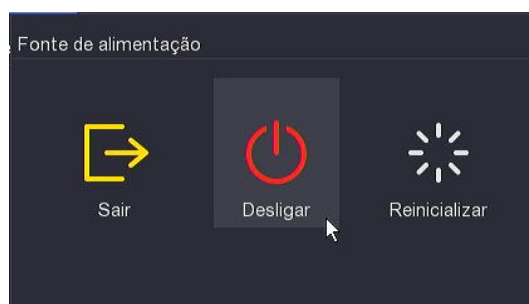 Fonte de alimentação
Sair
Desligar
Reinicializar